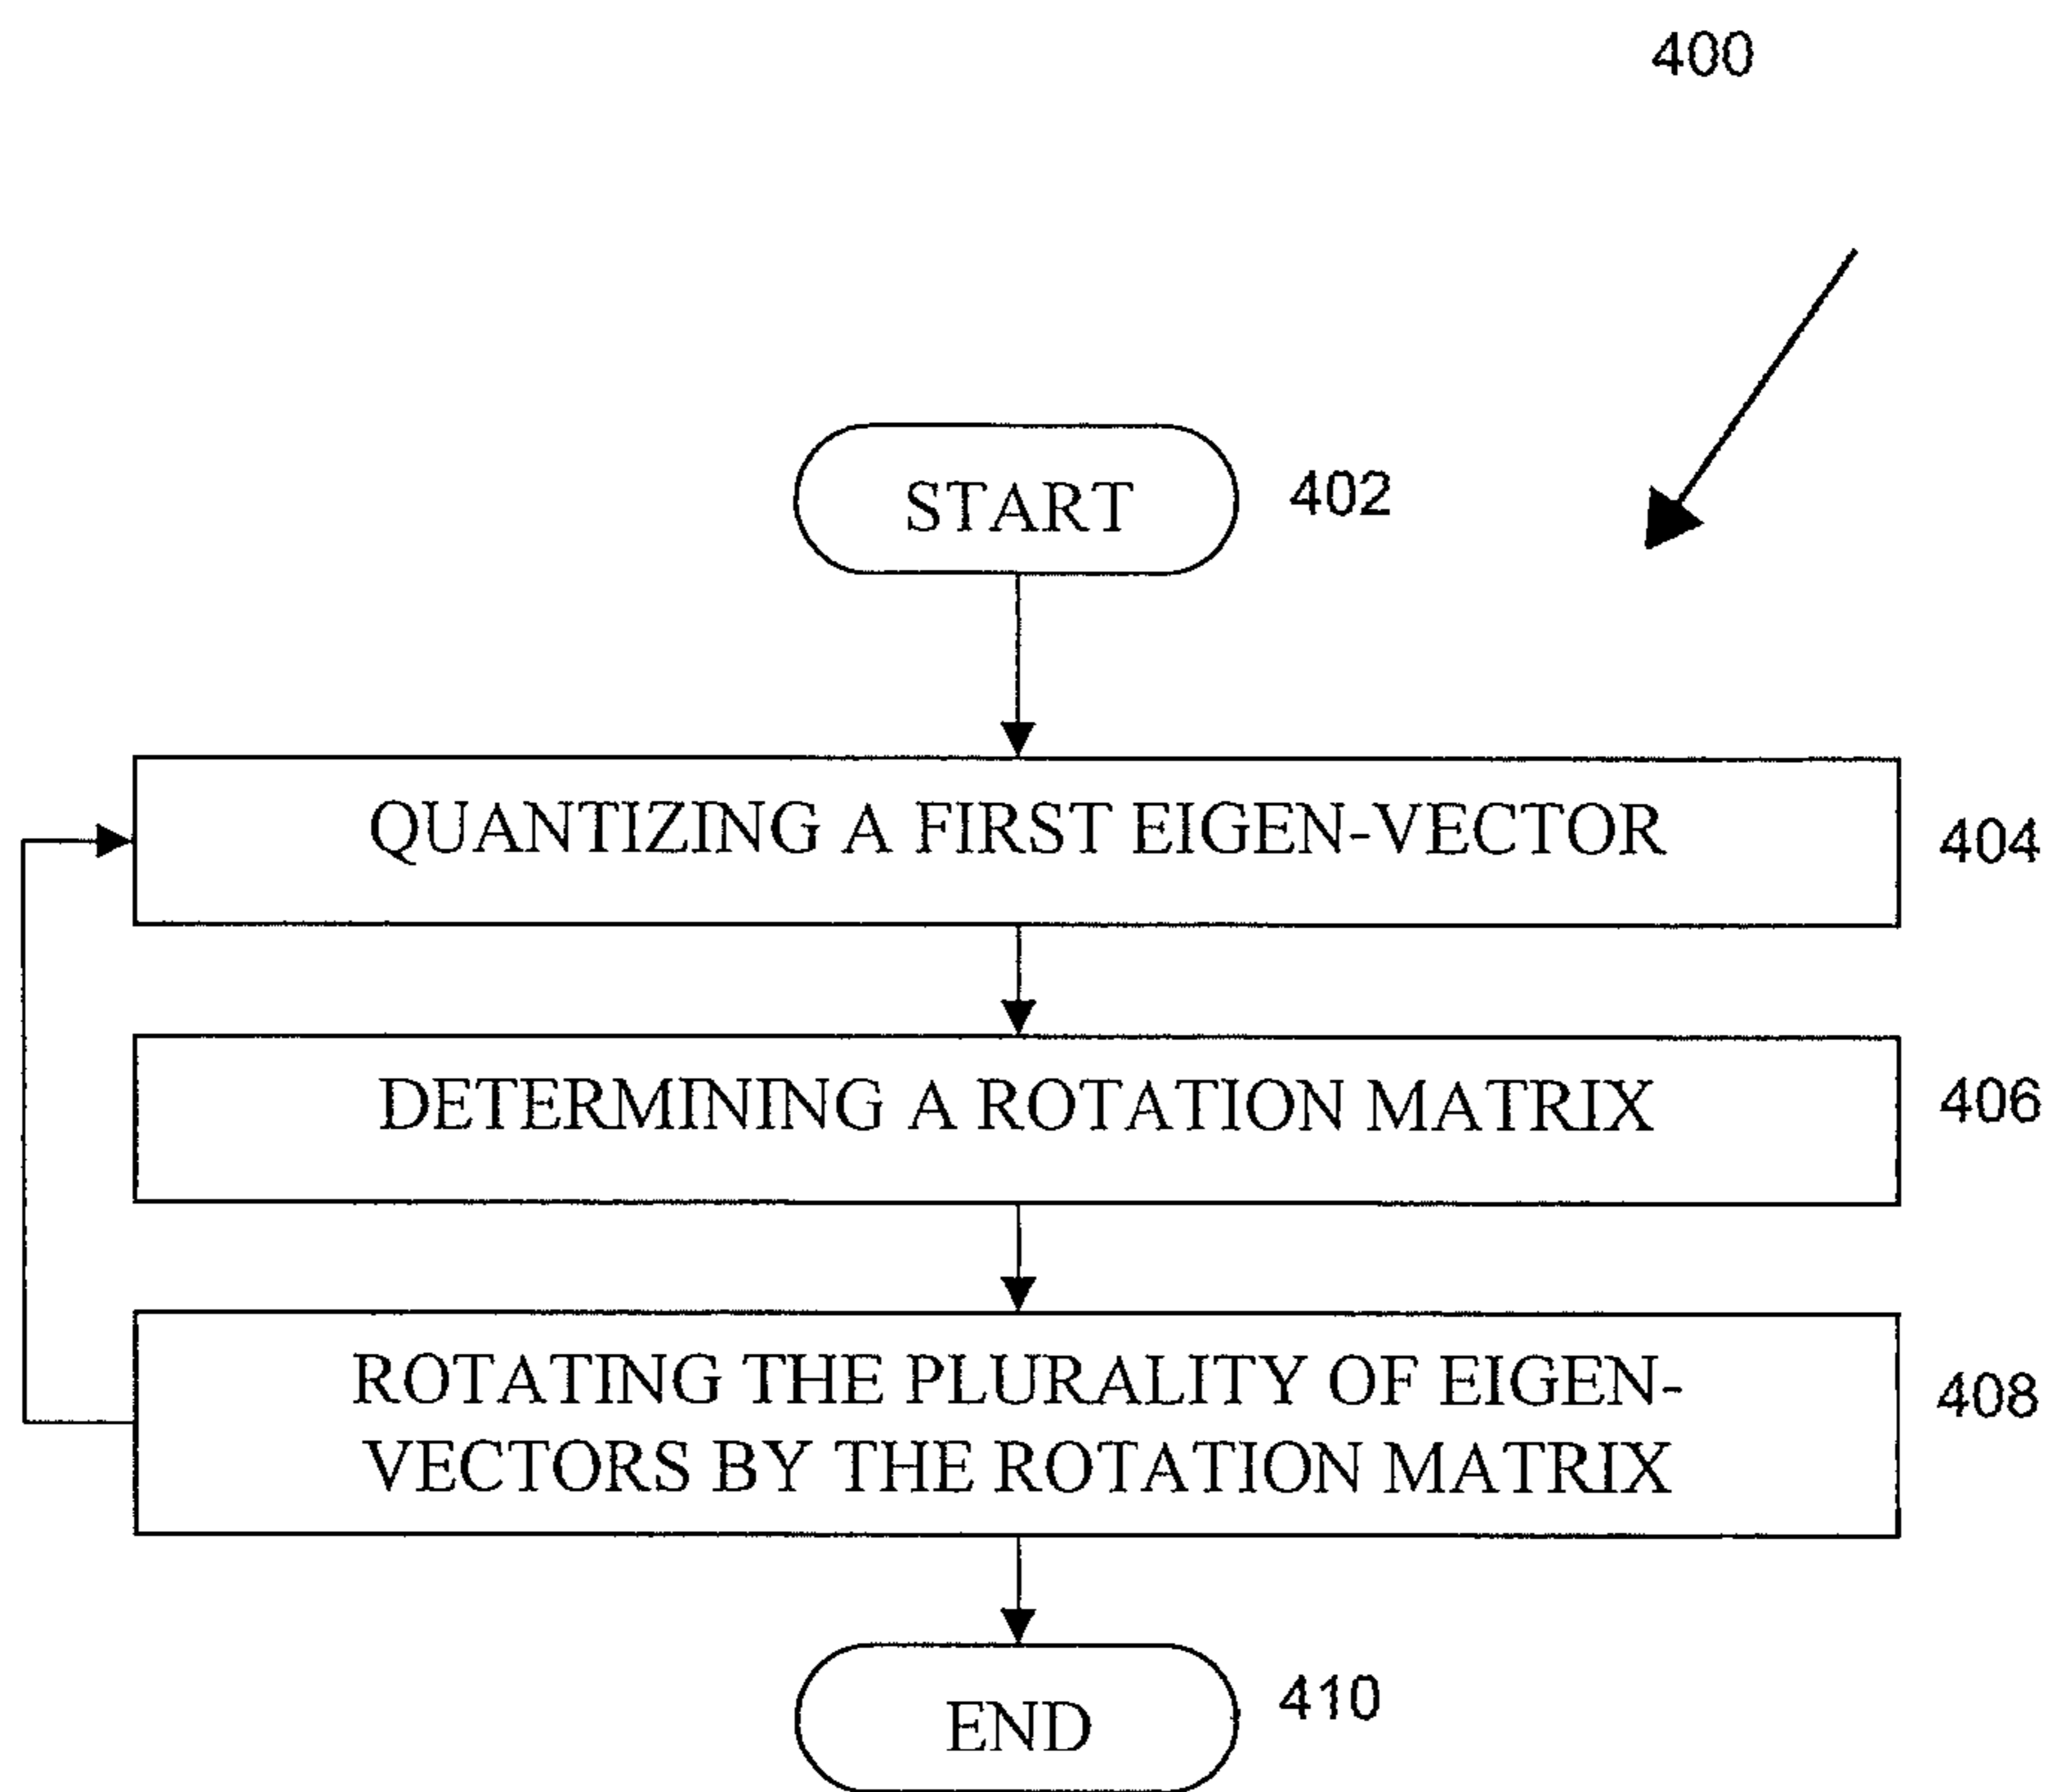 400
START
402
QUANTIZING A FIRST EIGEN-VECTOR
404
DETERMINING A ROTATION MATRIX
406
ROTATING THE PLURALITY OF EIGEN-
VECTORS BY THE ROTATION MATRIX
408
END
410